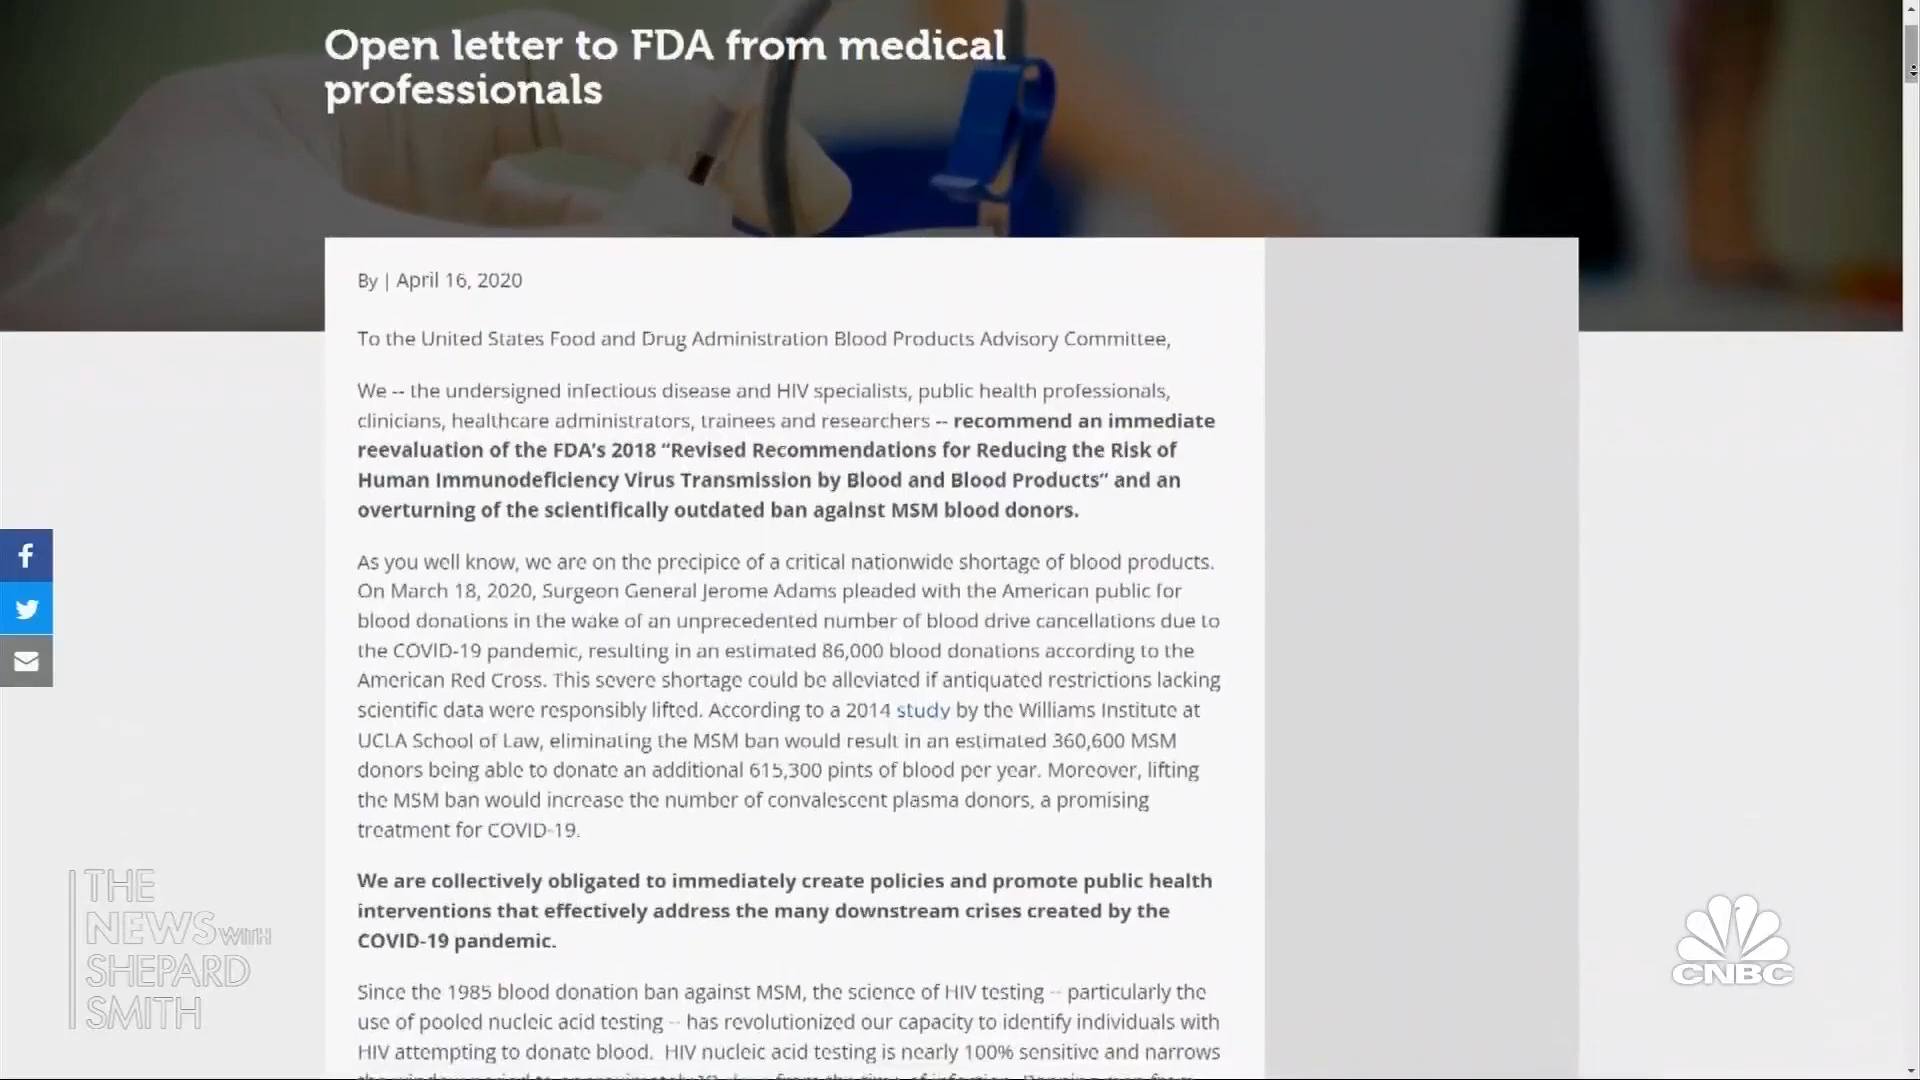 Open letter to FDA from medical
professionals
By | April 16, 2020
To the United States Food and Drug Administration Blood Products Advisory Committee,
We -- the undersigned infectious disease and HIV specialists, public health professionals,
clinicians, healthcare administrators, trainees and researchers -- recommend an immediate
reevaluation of the FDA's 2018 “Revised Recommendations for Reducing the Risk of
Human Immunodeficiency Virus Transmission by Blood and Blood Products” and an
overturning of the scientifically outdated ban against MSM blood donors.
As you well know, we are on the precipice of a critical nationwide shortage of blood products.
On March 18, 2020, Surgeon General Jerome Adams pleaded with the American public for
blood donations in the wake of an unprecedented number of blood drive cancellations due to
the COVID-19 pandemic, resulting in an estimated 86,000 blood donations according to the
American Red Cross. This severe shortage could be alleviated if antiquated restrictions lacking
scientific data were responsibly lifted. According to a 2014 study by the Williams Institute at
UCLA School of Law, eliminating the MSM ban would result in an estimated 360,600 MSM
donors being able to donate an additional 615,300 pints of blood per year. Moreover, lifting
the MSM ban would increase the number of convalescent plasma donors, a promising
treatment for COVID-19.
We are collectively obligated to immediately create policies and promote public health
interventions that effectively address the many downstream crises created by the
COVID-19 pandemic.
Since the 1985 blood donation ban against MSM, the science of HIV testing -- particularly the
use of pooled nucleic acid testing -- has revolutionized our capacity to identify individuals with
HIV attempting to donate blood. HIV nucleic acid testing is nearly 100% sensitive and narrows
THE
NEWS WITH
SHEPARD
SMITH
CNBC